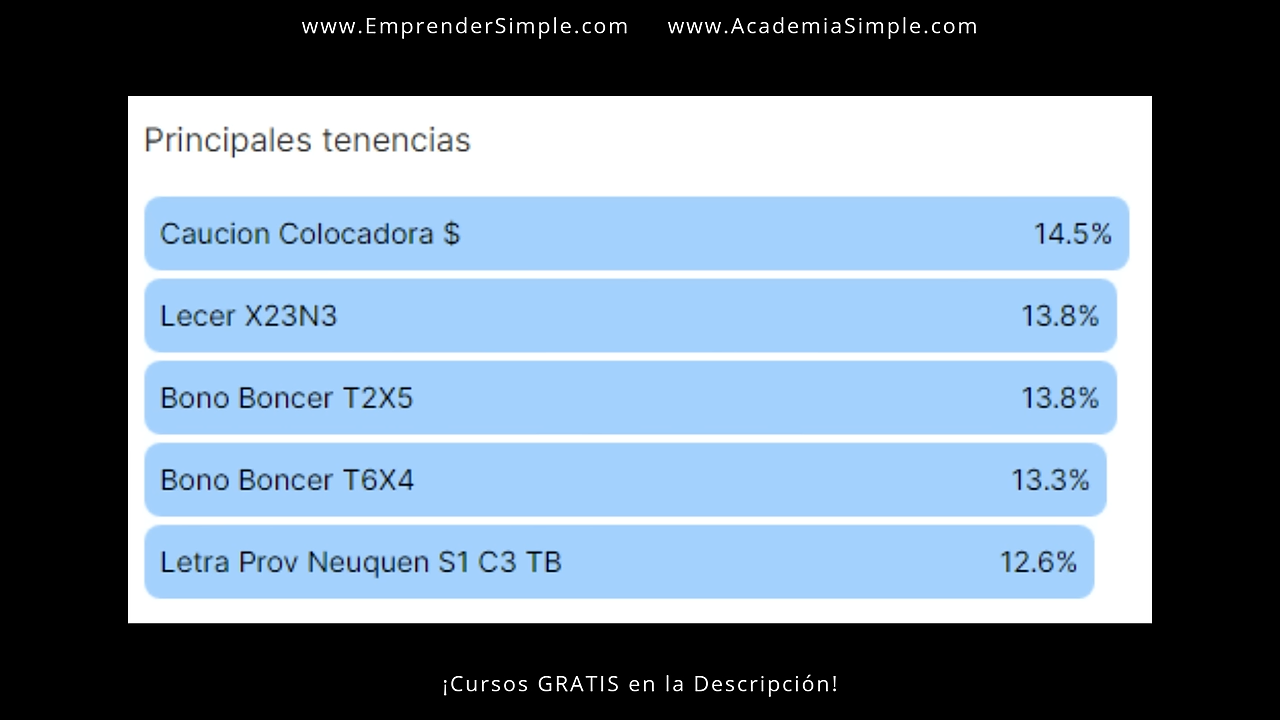 www.EmprenderSimple.com www.AcademiaSimple.com
Principales tenencias
Caucion Colocadora $ 14.5%
Lecer X23N3 13.8%
Bono Boncer T2X5 13.8%
Bono Boncer T6X4 13.3%
Letra Prov Neuquen S1 C3 TB 12.6%
¡Cursos GRATIS en la Descripción!